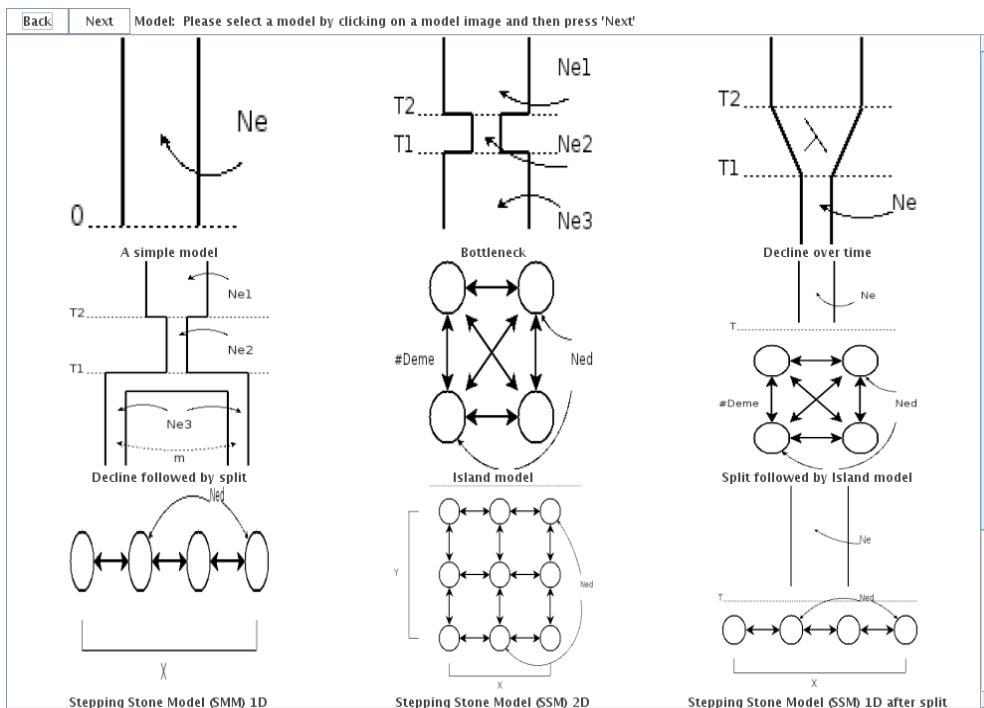 Back Next Model: Please select a model by clicking on a model image and then press 'Next'
Ne
0
A simple model
Ne1
T2
T1
Ne2
Ne3
Bottleneck
T2
λ
T1
Ne
Decline over time
Ne1
T2
Ne2
T1
Ne3
m
Decline followed by split
#Deme
Ned
Island model
Ne
T
#Deme
Ned
Split followed by Island model
Ned
X
Stepping Stone Model (SMM) 1D
Y
Ned
X
Stepping Stone Model (SSM) 2D
Ne
T
Ned
X
Stepping Stone Model (SSM) 1D after split